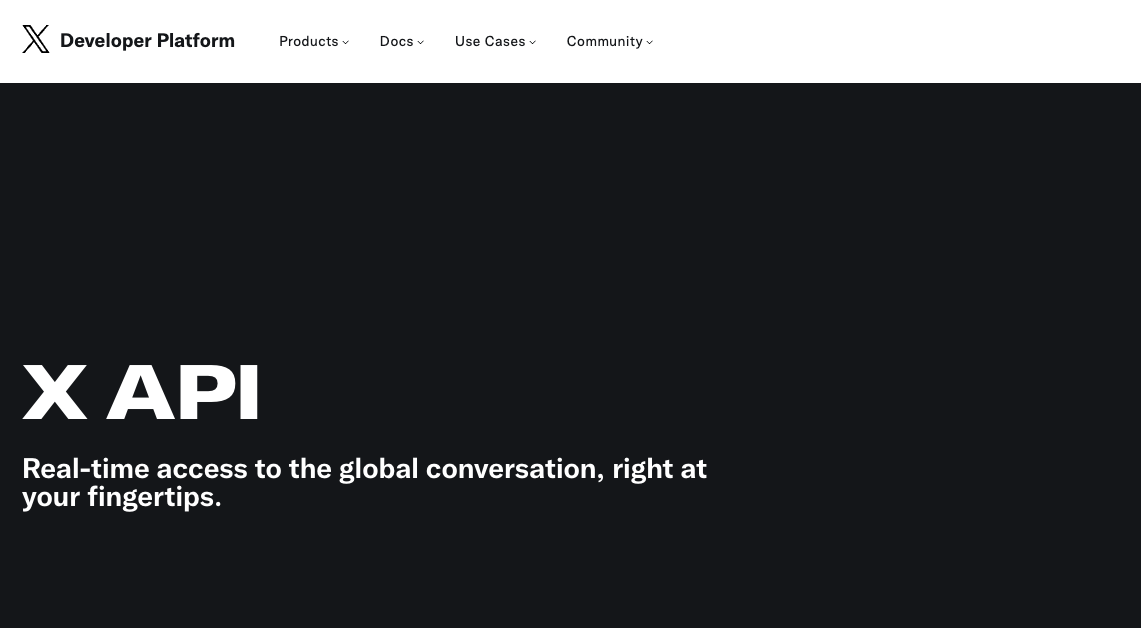 X Developer Platform Products Docs Use Cases Community
X API
Real-time access to the global conversation, right at
your fingertips.